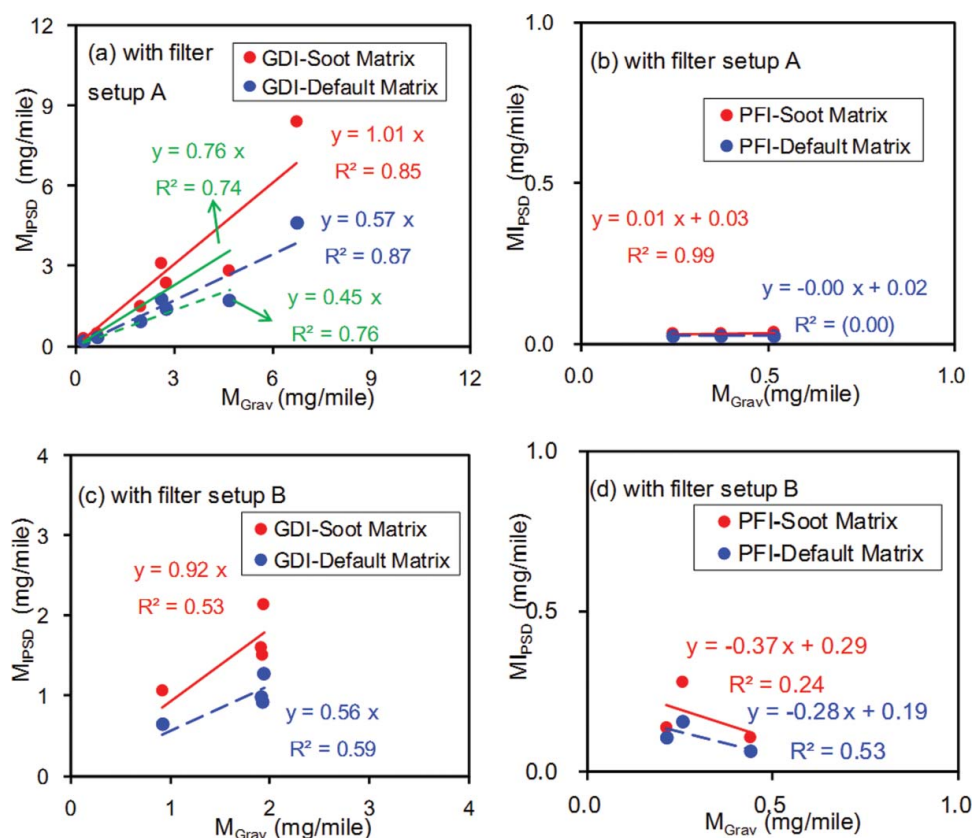 (a) with filter
setup A
GDI-Soot Matrix
GDI-Default Matrix
y = 0.76 x
R² = 0.74
y = 1.01 x
R² = 0.85
y = 0.57 x
R² = 0.87
y = 0.45 x
R² = 0.76
12
9
6
3
0
0 3 6 9 12
MIPSD (mg/mile)
MGrav (mg/mile)
(b) with filter setup A
PFI-Soot Matrix
PFI-Default Matrix
y = 0.01 x + 0.03
R² = 0.99
y = -0.00 x + 0.02
R² = (0.00)
1.0
0.5
0.0
0.0 0.5 1.0
MIPSD (mg/mile)
MGrav(mg/mile)
(c) with filter setup B
GDI-Soot Matrix
GDI-Default Matrix
y = 0.92 x
R² = 0.53
y = 0.56 x
R² = 0.59
4
3
2
1
0
0 1 2 3 4
MIPSD (mg/mile)
MGrav (mg/mile)
(d) with filter setup B
PFI-Soot Matrix
PFI-Default Matrix
y = -0.37 x + 0.29
R² = 0.24
y = -0.28 x + 0.19
R² = 0.53
1.0
0.5
0.0
0.0 0.5 1.0
MIPSD (mg/mile)
MGrav (mg/mile)